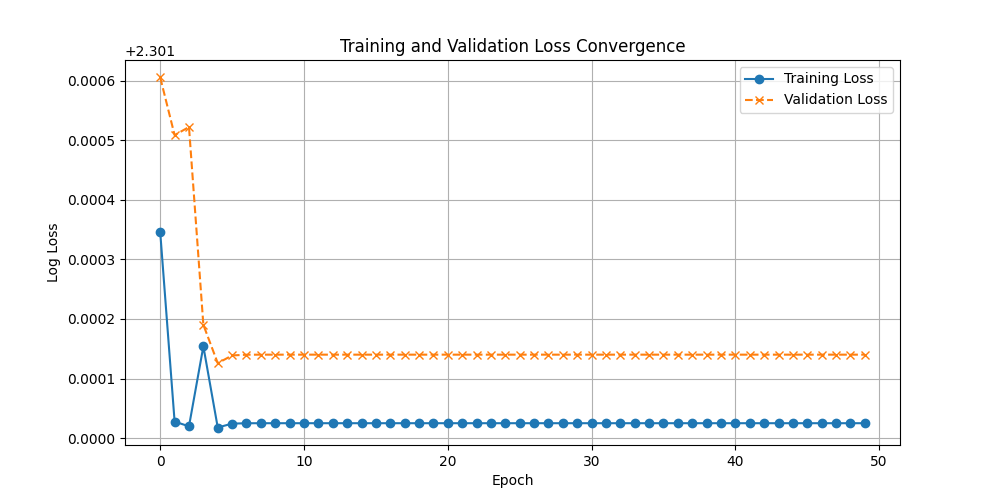 Training and Validation Loss Convergence
+2.301
Training Loss
Validation Loss
0.0006
0.0005
0.0004
0.0003
0.0002
0.0001
0.0000
Log Loss
0 10 20 30 40 50
Epoch